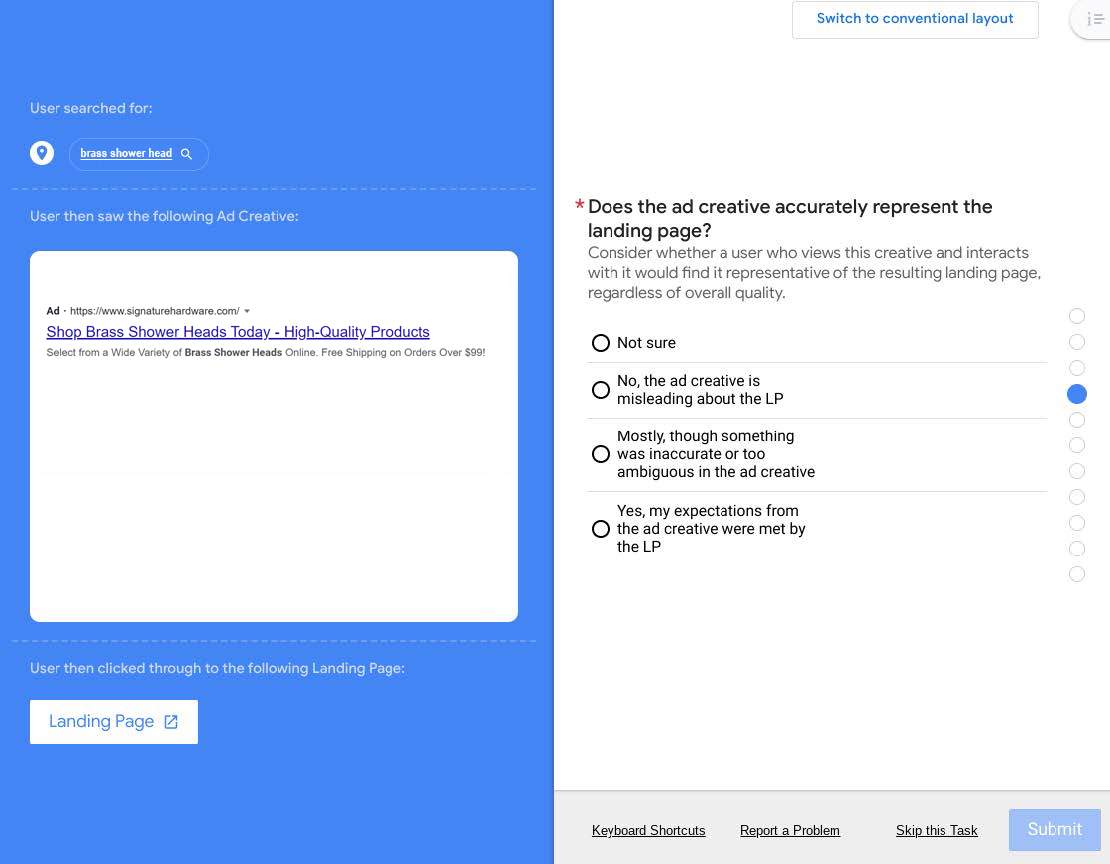 Switch to conventional layout
User searched for:
brass shower head
User then saw the following Ad Creative:
Ad · https://www.signaturehardware.com/
Shop Brass Shower Heads Today - High-Quality Products
Select from a Wide Variety of Brass Shower Heads Online. Free Shipping on Orders Over $99!
User then clicked through to the following Landing Page:
Landing Page
* Does the ad creative accurately represent the
landing page?
Consider whether a user who views this creative and interacts
with it would find it representative of the resulting landing page,
regardless of overall quality.
Not sure
No, the ad creative is
misleading about the LP
Mostly, though something
was inaccurate or too
ambiguous in the ad creative
Yes, my expectations from
the ad creative were met by
the LP
Keyboard Shortcuts
Report a Problem
Skip this Task
Submit